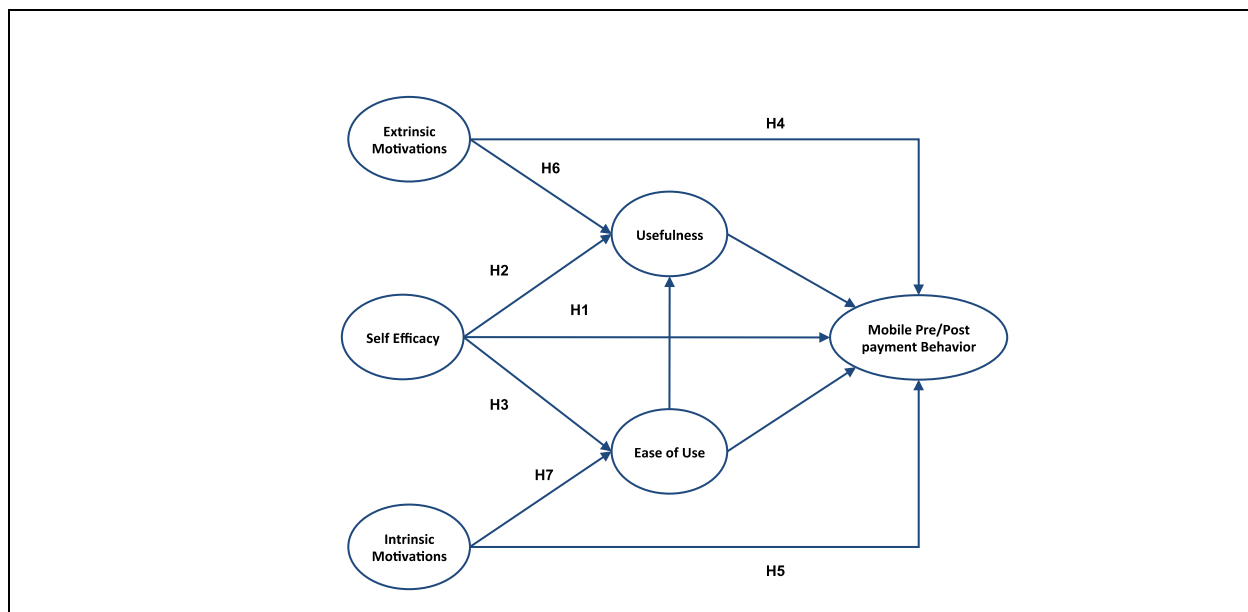 H4
Extrinsic
Motivations
H6
Usefulness
H2
H1
Self Efficacy
Mobile Pre/Post
payment Behavior
H3
Ease of Use
H7
Intrinsic
Motivations
H5